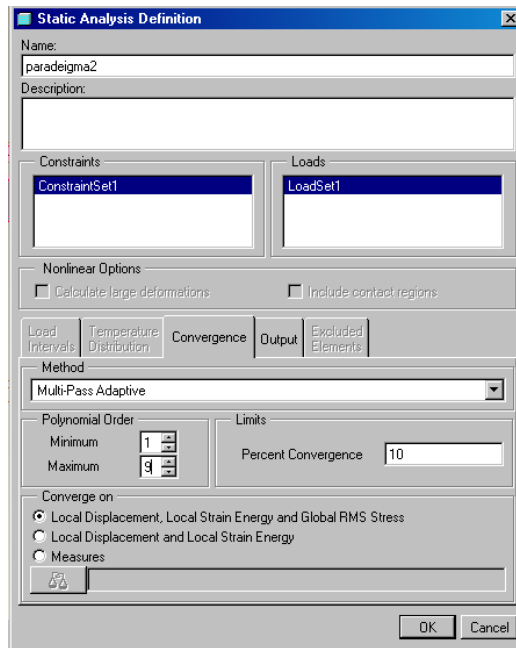 Static Analysis Definition
Name:
paradeigma2
Description:
Constraints
Loads
ConstraintSet1
LoadSet1
Nonlinear Options
Calculate large deformations
Include contact regions
Load Intervals
Temperature Distribution
Convergence
Output
Excluded Elements
Method
Multi-Pass Adaptive
Polynomial Order
Limits
Minimum 1
Maximum 9
Percent Convergence 10
Converge on
Local Displacement, Local Strain Energy and Global RMS Stress
Local Displacement and Local Strain Energy
Measures
OK
Cancel